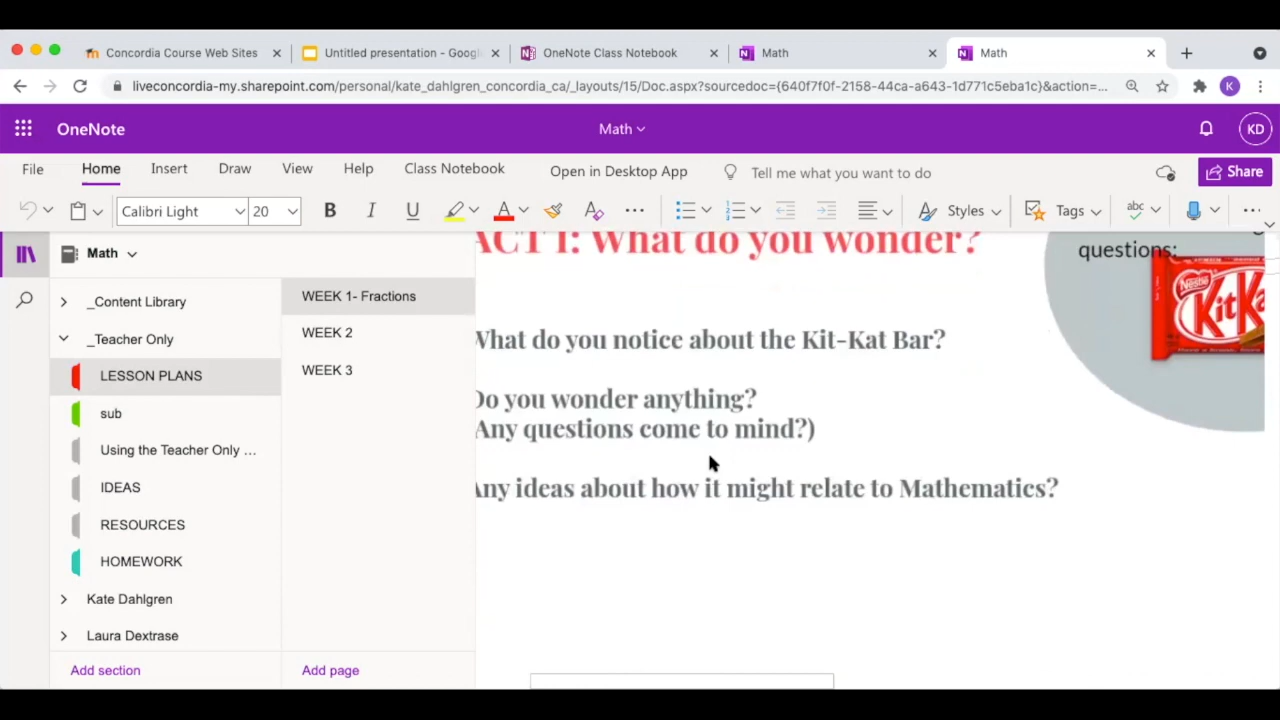 Concordia Course Web Sites
Untitled presentation - Googl
OneNote Class Notebook
Math
Math
liveconcordia-my.sharepoint.com/personal/kate_dahlgren_concordia_ca/_layouts/15/Doc.aspx?sourcedoc={640f7f0f-2158-44ca-a643-1d771c5eba1c}&action=...
K
OneNote
Math
KD
File Home Insert Draw View Help Class Notebook Open in Desktop App Tell me what you want to do Share
Calibri Light 20 B I U A A Styles Tags abc
Math
_Content Library
_Teacher Only
LESSON PLANS
sub
Using the Teacher Only ...
IDEAS
RESOURCES
HOMEWORK
Kate Dahlgren
Laura Dextrase
Add section
WEEK 1- Fractions
WEEK 2
WEEK 3
Add page
ACT 1: What do you wonder?
What do you notice about the Kit-Kat Bar?
Do you wonder anything?
(Any questions come to mind?)
Any ideas about how it might relate to Mathematics?
questions:
Nestle
KitKa